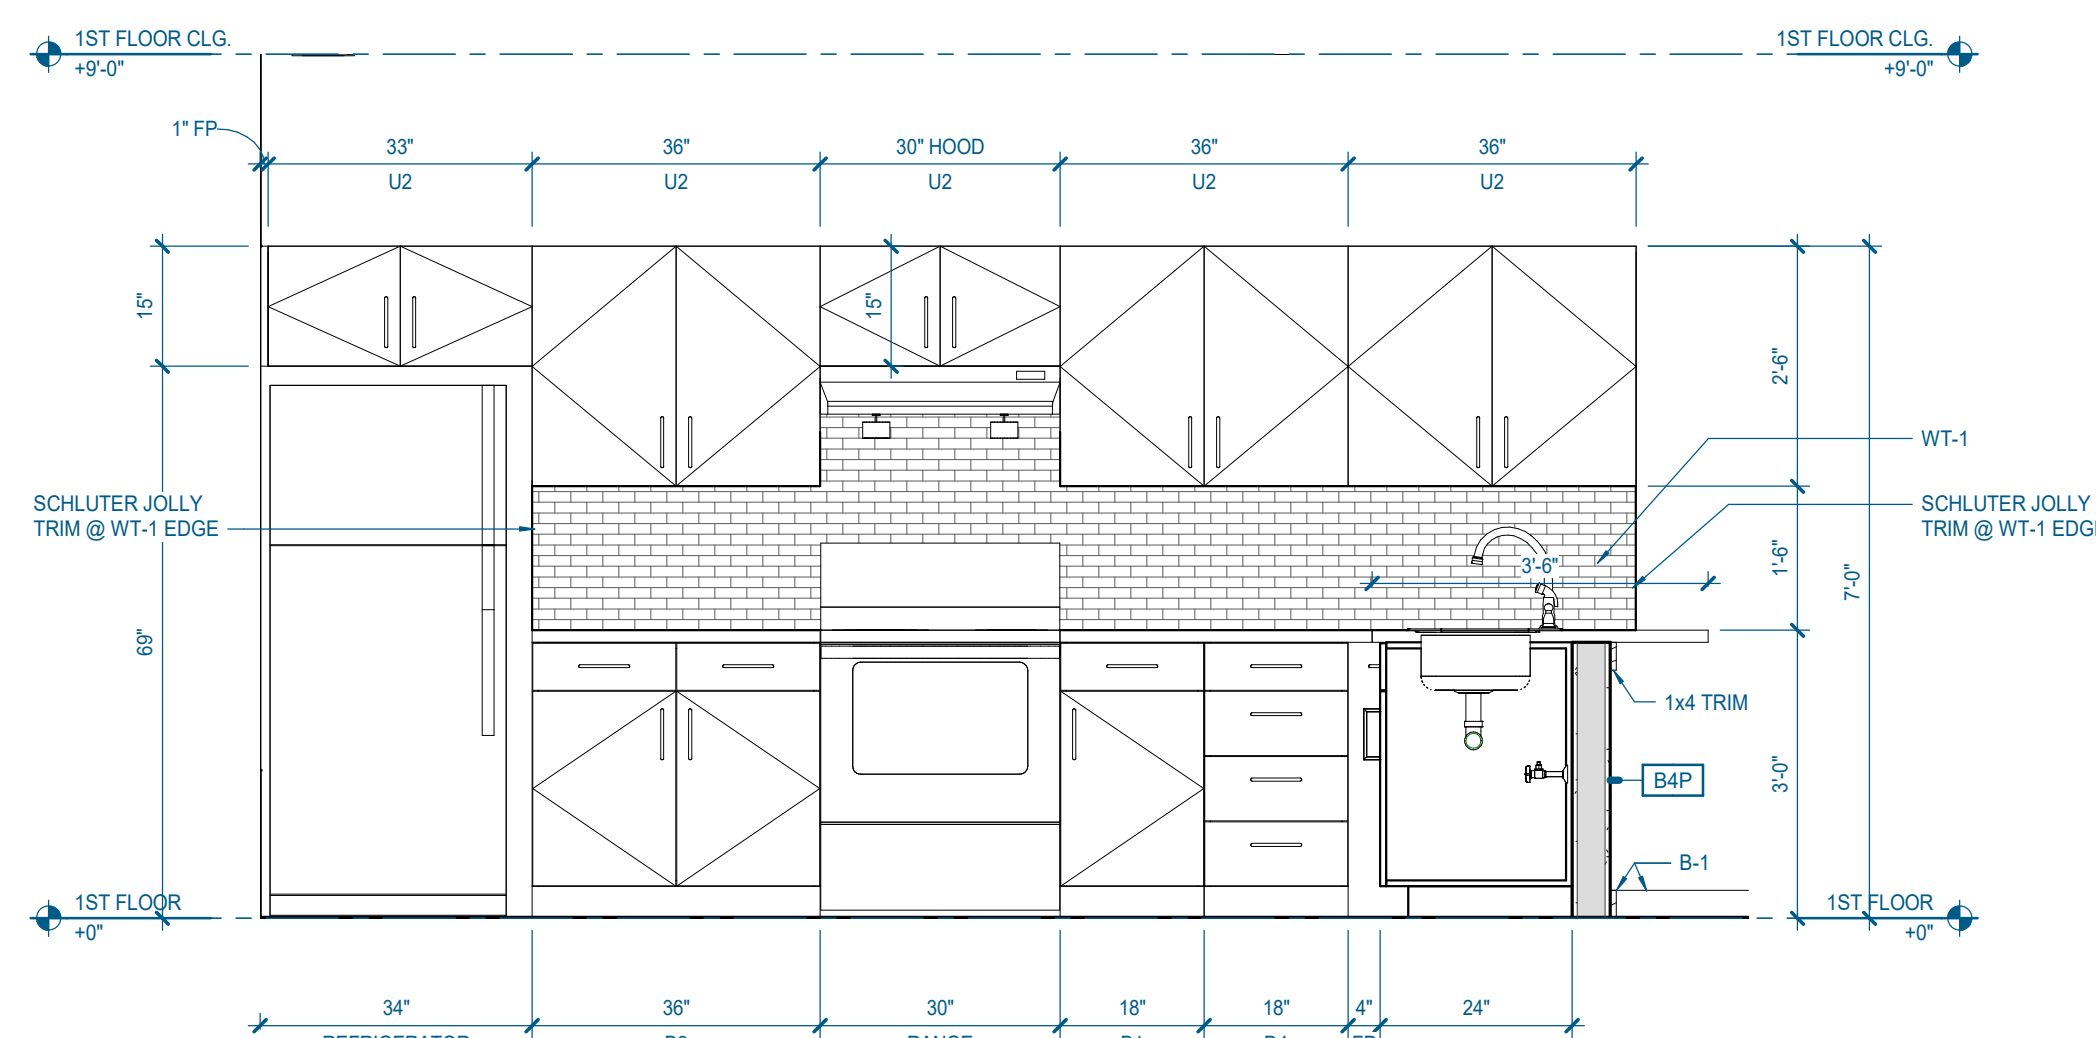 1ST FLOOR CLG.
+9'-0"
1ST FLOOR CLG.
+9'-0"
1" FP
33"
36"
30" HOOD
36"
36"
U2
U2
U2
U2
U2
15"
15"
2'-6"
WT-1
SCHLUTER JOLLY
TRIM @ WT-1 EDGE
SCHLUTER JOLLY
TRIM @ WT-1 EDG
3'-6"
1'-6"
7'-0"
69"
1x4 TRIM
B4P
3'-0"
B-1
1ST FLOOR
+0"
1ST FLOOR
+0"
34"
36"
30"
18"
18"
4"
24"
REFRIGERATOR
RANGE